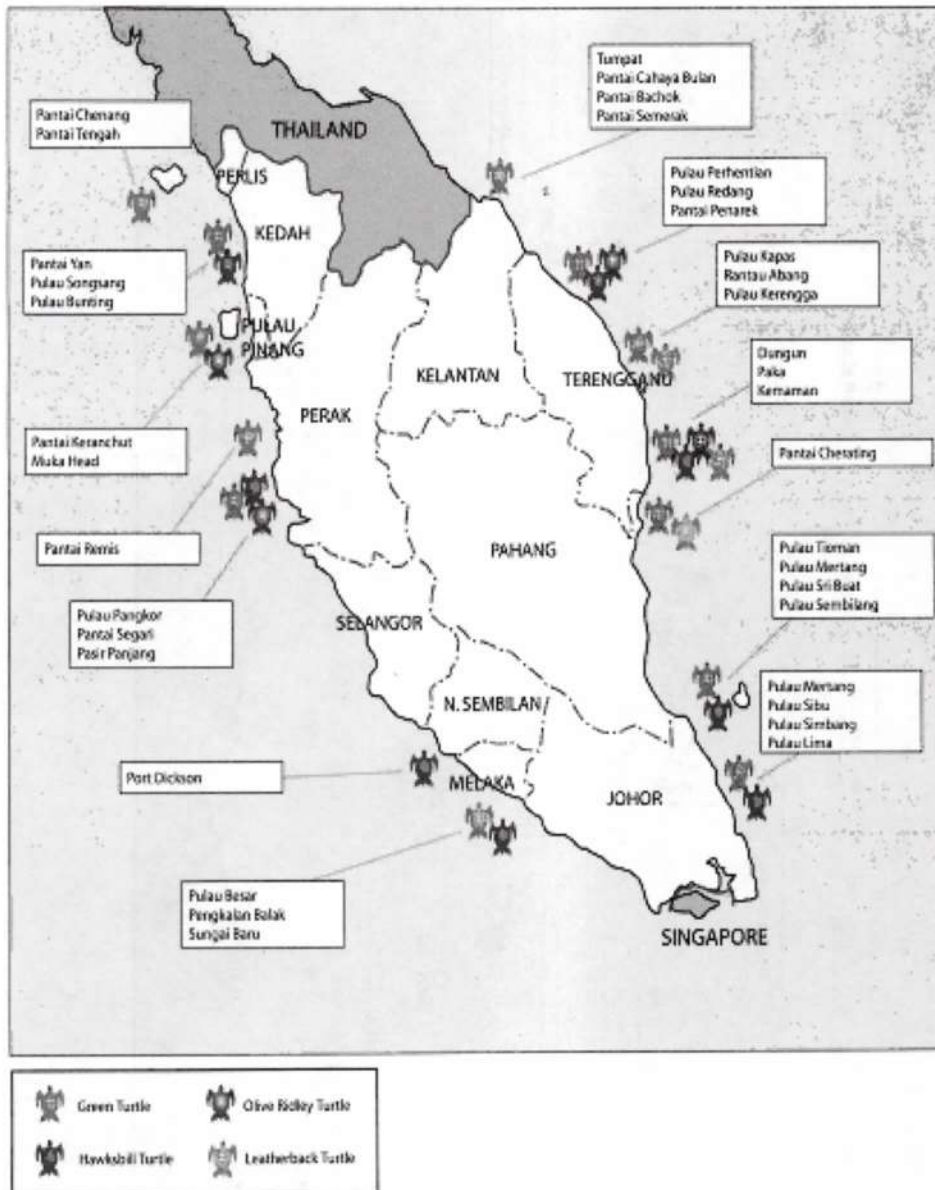 Tumpat
Pantai Cahaya Bulan
Pantai Bachok
Pantai Semerak
Pantai Chenang
Pantai Tengah
THAILAND
PERLIS
Pulau Perhentian
Pulau Redang
Pantai Penarek
KEDAH
Pantai Yan
Pulau Songsang
Pulau Bunting
Pulau Kapas
Rantau Abang
Pulau Kerengga
PULAU
PINANG
KELANTAN
TERENGGANU
Dungun
Paka
Kemaman
PERAK
Pantai Keranchut
Muka Head
Pantai Cherating
Pantai Remis
PAHANG
Pulau Tioman
Pulau Mertang
Pulau Sri Buat
Pulau Sembilang
Pulau Pangkor
Pantai Segari
Pasir Panjang
SELANGOR
N. SEMBILAN
Pulau Mertang
Pulau Sibu
Pulau Simbang
Pulau Lima
Port Dickson
MELAKA
JOHOR
Pulau Besar
Pengkalan Balak
Sungai Baru
SINGAPORE
Green Turtle
Olive Ridley Turtle
Hawksbill Turtle
Leatherback Turtle